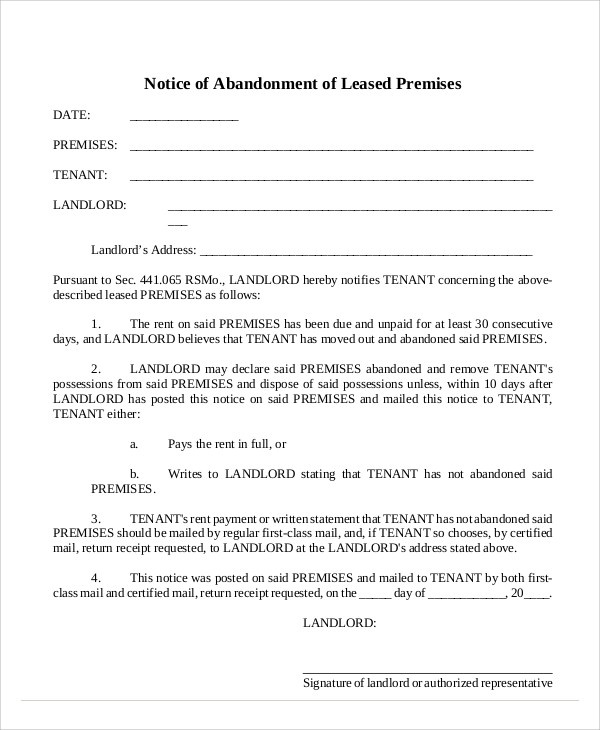 Notice of Abandonment of Leased Premises
DATE: _________________
PREMISES: _______________________________________________________________
TENANT: _______________________________________________________________
LANDLORD: ____________________________________________________________
___
Landlord's Address: ____________________________________________________
Pursuant to Sec. 441.065 RSMo., LANDLORD hereby notifies TENANT concerning the above-
described leased PREMISES as follows:
1. The rent on said PREMISES has been due and unpaid for at least 30 consecutive
days, and LANDLORD believes that TENANT has moved out and abandoned said PREMISES.
2. LANDLORD may declare said PREMISES abandoned and remove TENANT's
possessions from said PREMISES and dispose of said possessions unless, within 10 days after
LANDLORD has posted this notice on said PREMISES and mailed this notice to TENANT,
TENANT either:
a. Pays the rent in full, or
b. Writes to LANDLORD stating that TENANT has not abandoned said
PREMISES.
3. TENANT's rent payment or written statement that TENANT has not abandoned said
PREMISES should be mailed by regular first-class mail, and, if TENANT so chooses, by certified
mail, return receipt requested, to LANDLORD at the LANDLORD's address stated above.
4. This notice was posted on said PREMISES and mailed to TENANT by both first-
class mail and certified mail, return receipt requested, on the _____ day of ____________, 20____.
LANDLORD:
_______________________________________
Signature of landlord or authorized representative